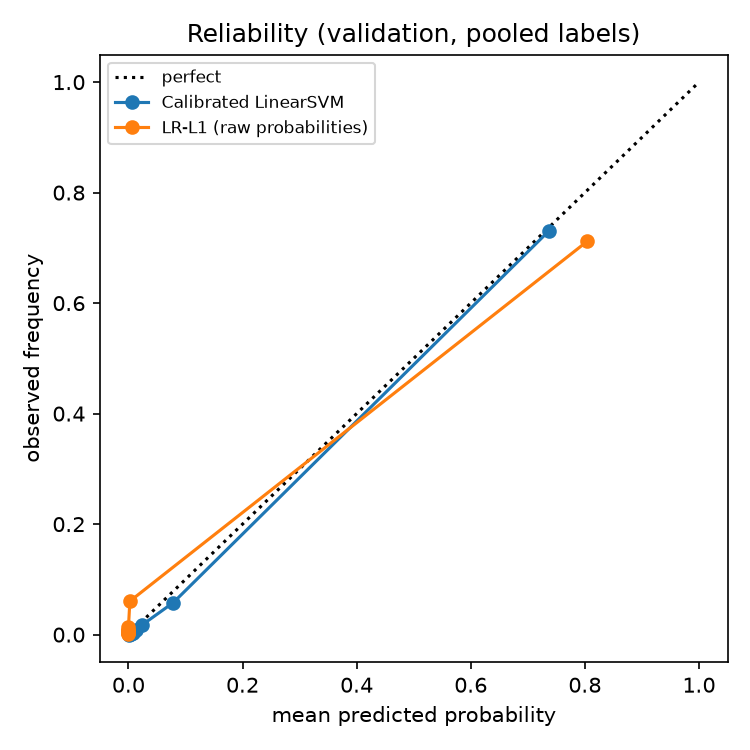 Reliability (validation, pooled labels)
perfect
Calibrated LinearSVM
LR-L1 (raw probabilities)
1.0
0.8
0.6
0.4
0.2
0.0
observed frequency
0.0 0.2 0.4 0.6 0.8 1.0
mean predicted probability